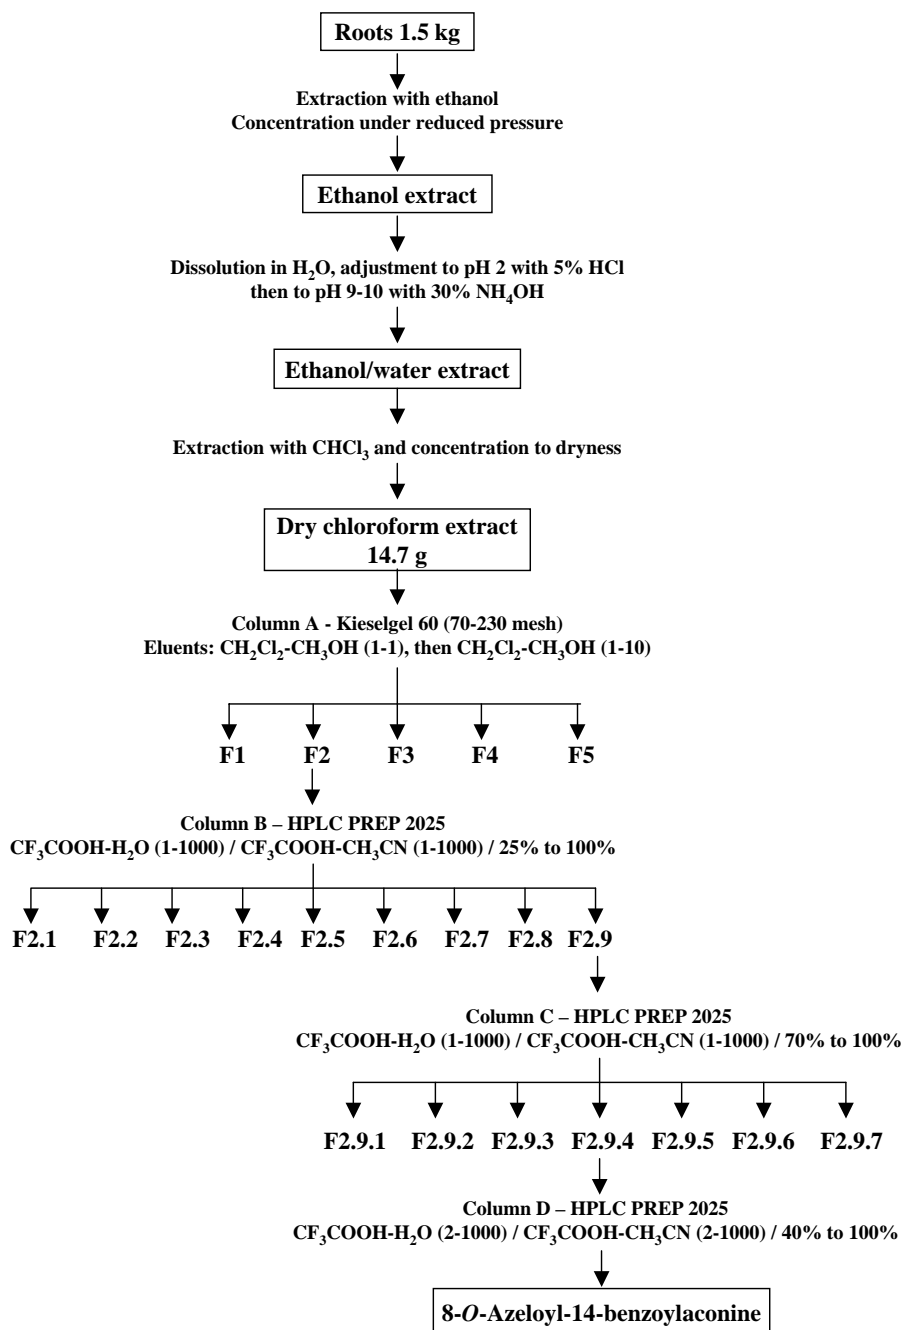 Roots 1.5 kg
Extraction with ethanol
Concentration under reduced pressure
Ethanol extract
Dissolution in H₂O, adjustment to pH 2 with 5% HCl
then to pH 9-10 with 30% NH₄OH
Ethanol/water extract
Extraction with CHCl₃ and concentration to dryness
Dry chloroform extract
14.7 g
Column A - Kieselgel 60 (70-230 mesh)
Eluents: CH₂Cl₂-CH₃OH (1-1), then CH₂Cl₂-CH₃OH (1-10)
F1 F2 F3 F4 F5
Column B – HPLC PREP 2025
CF₃COOH-H₂O (1-1000) / CF₃COOH-CH₃CN (1-1000) / 25% to 100%
F2.1 F2.2 F2.3 F2.4 F2.5 F2.6 F2.7 F2.8 F2.9
Column C – HPLC PREP 2025
CF₃COOH-H₂O (1-1000) / CF₃COOH-CH₃CN (1-1000) / 70% to 100%
F2.9.1 F2.9.2 F2.9.3 F2.9.4 F2.9.5 F2.9.6 F2.9.7
Column D – HPLC PREP 2025
CF₃COOH-H₂O (2-1000) / CF₃COOH-CH₃CN (2-1000) / 40% to 100%
8-O-Azeloyl-14-benzoylaconine